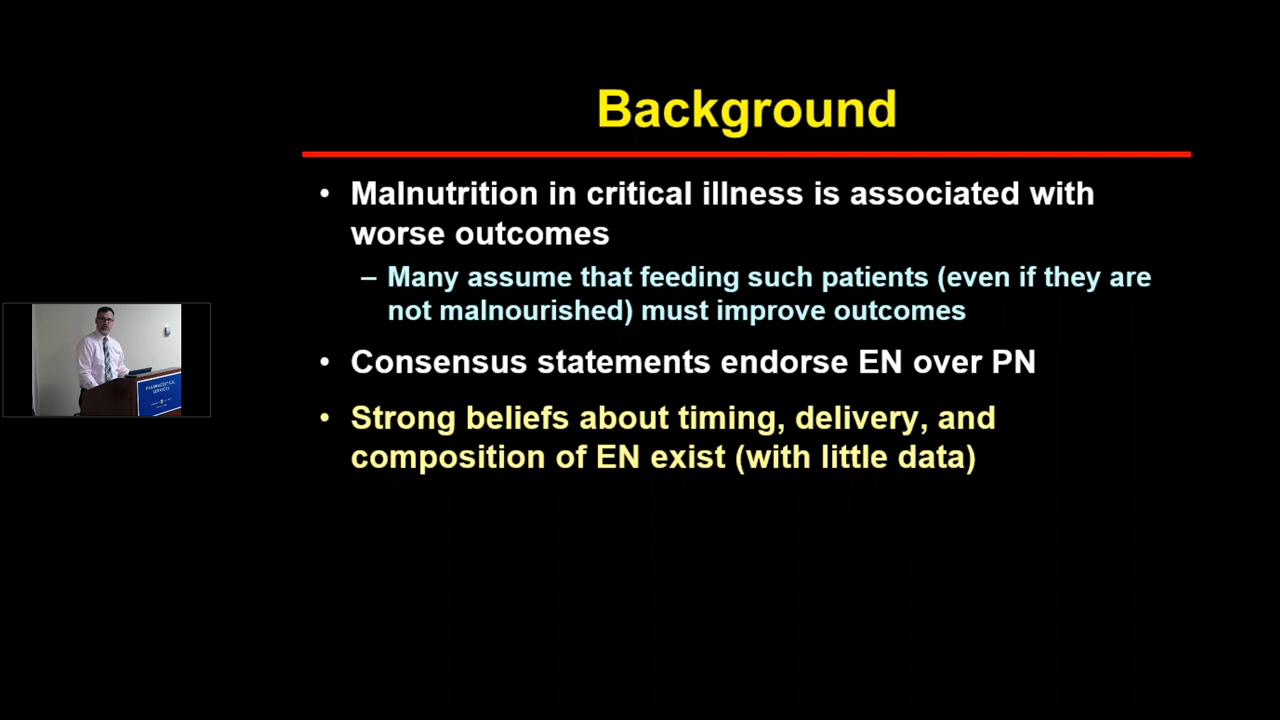 Background
• Malnutrition in critical illness is associated with
worse outcomes
– Many assume that feeding such patients (even if they are
not malnourished) must improve outcomes
• Consensus statements endorse EN over PN
• Strong beliefs about timing, delivery, and
composition of EN exist (with little data)
PHARMACEUTICAL
SERVICES